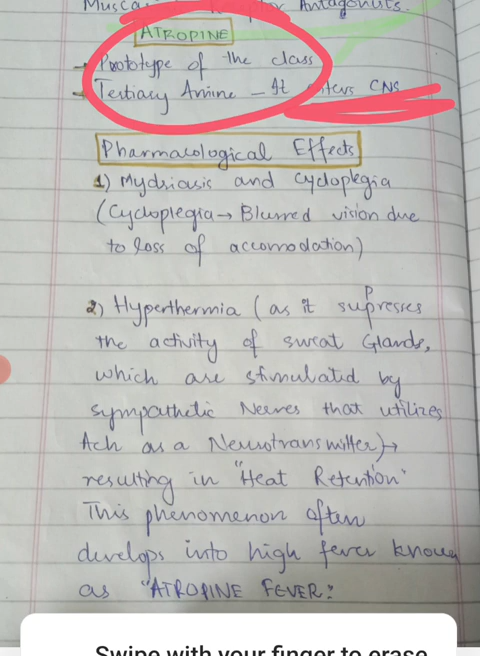 Musca Antagonists.
ATROPINE
→ Prototype of the class
→ Tertiary Amine - It enters CNS
Pharmacological Effects
1) Mydriasis and Cycloplegia
(Cycloplegia → Blurred vision due
to loss of accomodation)
2) Hyperthermia (as it suppresses
the activity of sweat Glands,
which are stimulated by
sympathetic Nerves that utilizes
Ach as a Neurotransmitter) →
resulting in "Heat Retention"
This phenomenon often
develops into high fever known
as "ATROPINE FEVER."
Swipe with your finger to erase